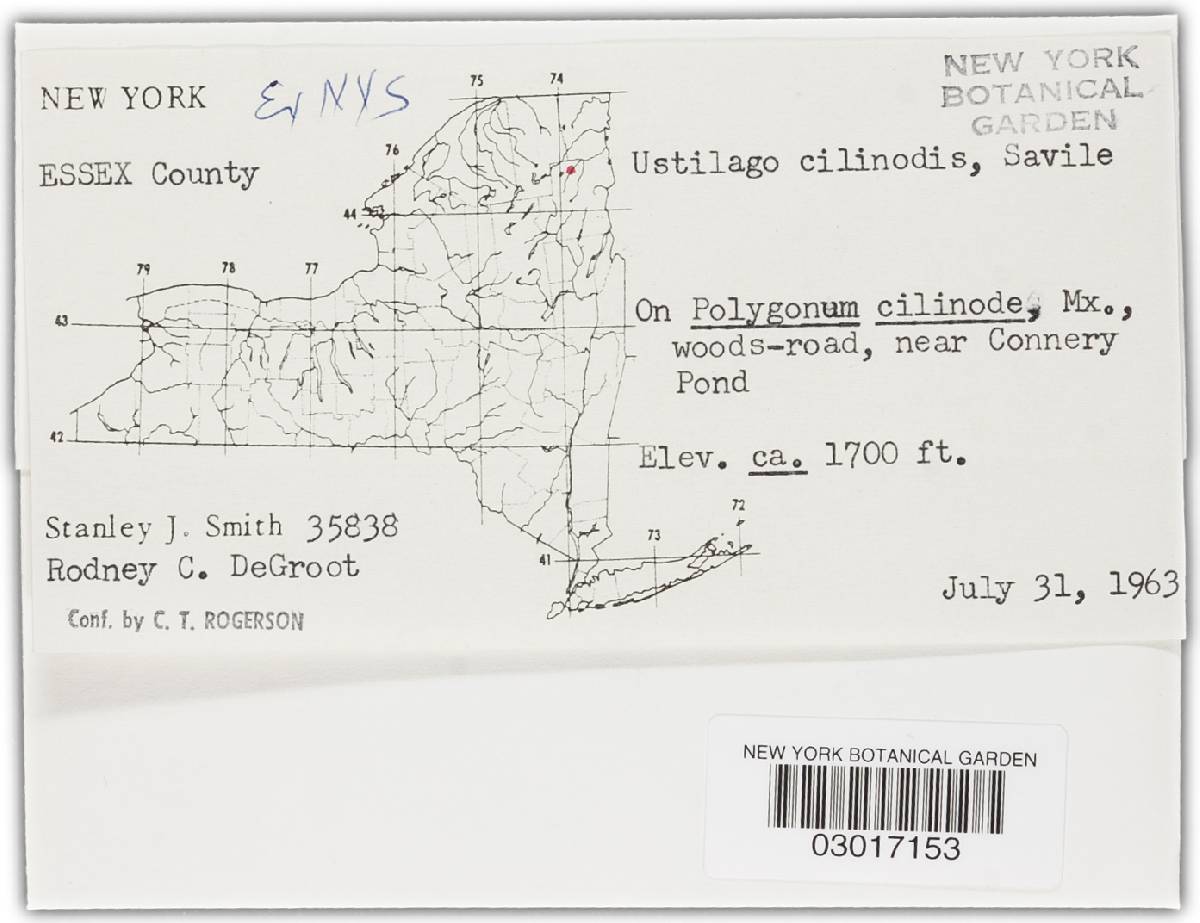 NEW YORK
Ex NYS
NEW YORK
BOTANICAL
GARDEN
ESSEX County
Ustilago cilinodis, Savile
75 74
76
44
79 78 77
43
42
72
73
41
On Polygonum cilinode, Mx.,
woods-road, near Connery
Pond
Elev. ca. 1700 ft.
Stanley J. Smith 35838
Rodney C. DeGroot
Conf. by C. T. ROGERSON
July 31, 1963
NEW YORK BOTANICAL GARDEN
03017153